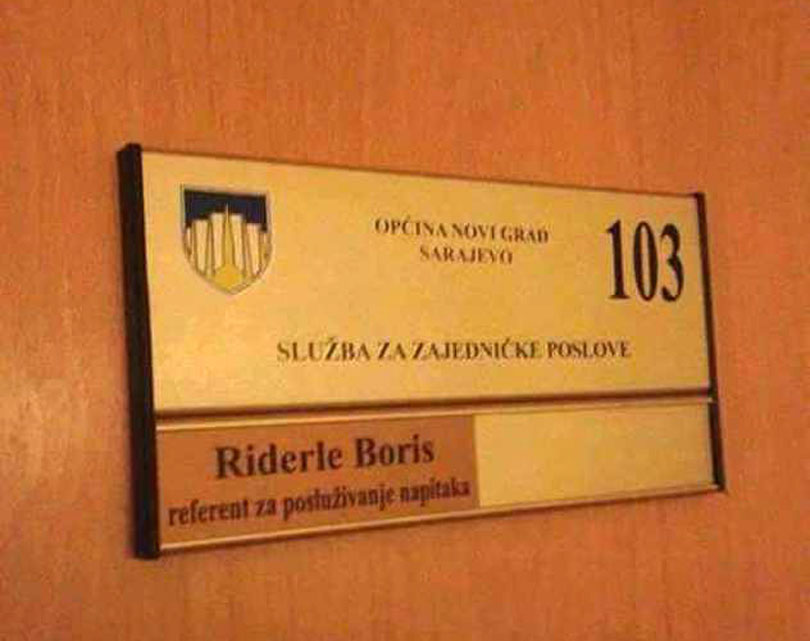 OPĆINA NOVI GRAD
SARAJEVO
103
SLUŽBA ZA ZAJEDNIČKE POSLOVE
Riderle Boris
referent za posluživanje napitaka